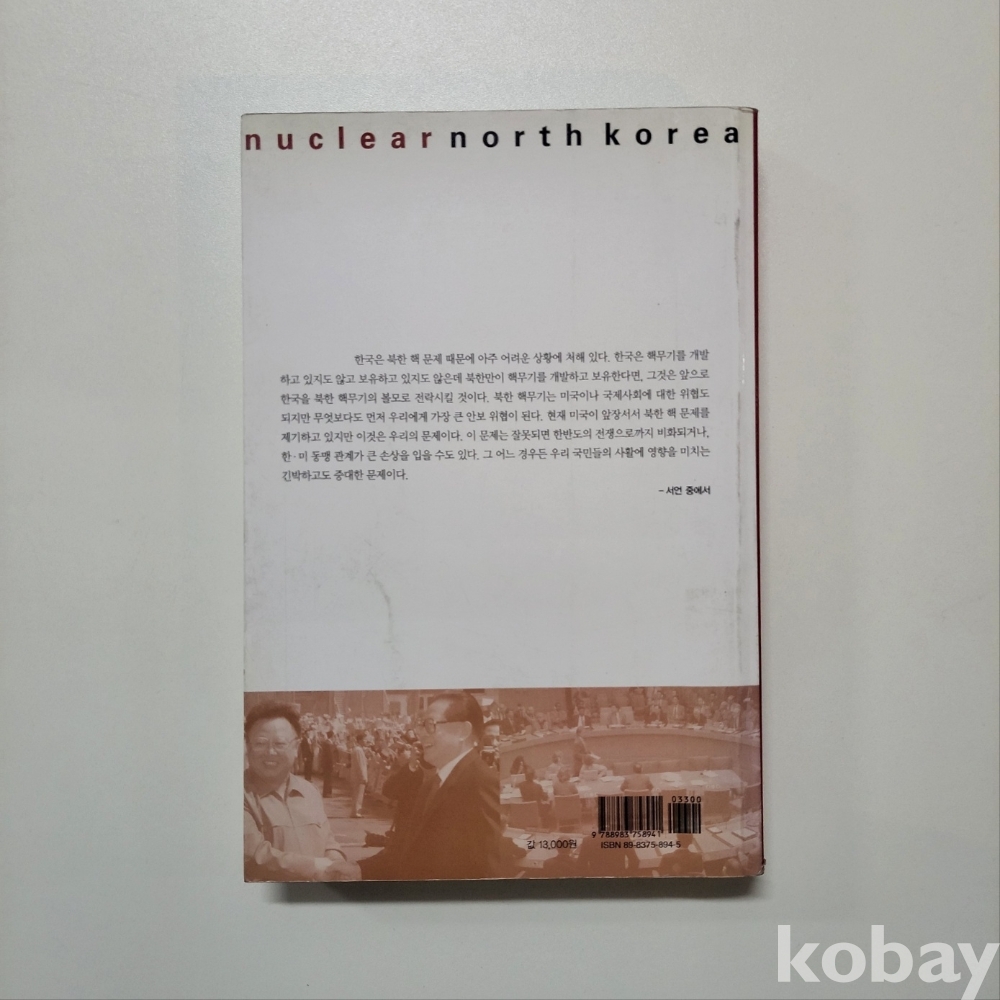 nuclear north korea
한국은 북한 핵 문제 때문에 아주 어려운 상황에 처해 있다. 한국은 핵무기를 개발
하고 있지도 않고 보유하고 있지도 않은데 북한만이 핵무기를 개발하고 보유한다면, 그것은 앞으로
한국을 북한 핵무기의 볼모로 전락시킬 것이다. 북한 핵무기는 미국이나 국제사회에 대한 위협도
되지만 무엇보다도 먼저 우리에게 가장 큰 안보 위협이 된다. 현재 미국이 앞장서서 북한 핵 문제를
제기하고 있지만 이것은 우리의 문제이다. 이 문제는 잘못되면 한반도의 전쟁으로까지 비화되거나,
한·미 동맹 관계가 큰 손상을 입을 수도 있다. 그 어느 경우든 우리 국민들의 사활에 영향을 미치는
긴박하고도 중대한 문제이다.
- 서언 중에서
03300
9 788983 758941
값 13,000원
ISBN 89-8375-894-5
kobay